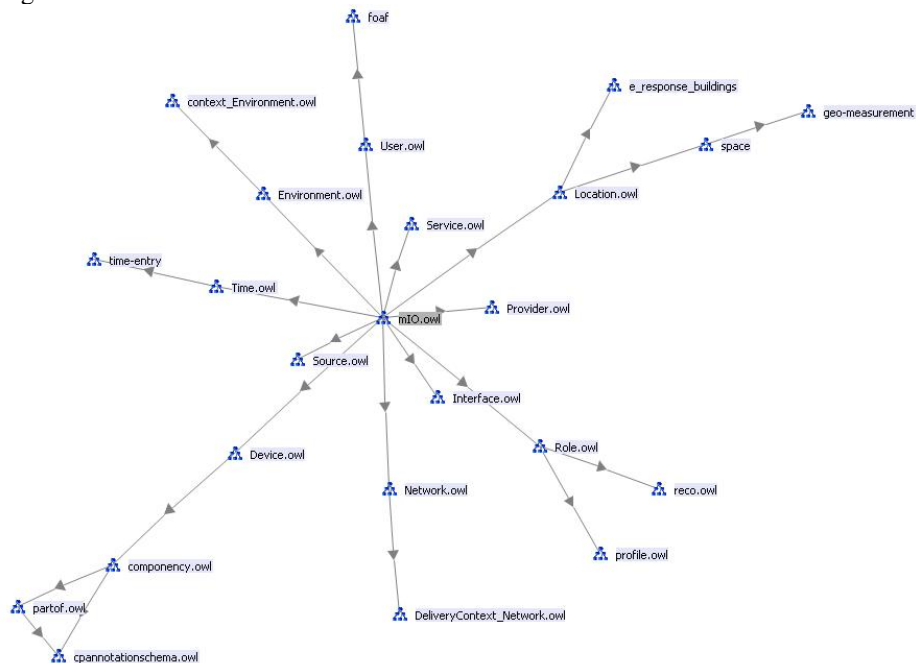 foaf
e_response_buildings
context_Environment.owl
geo-measurement
User.owl
space
Environment.owl
Location.owl
Service.owl
time-entry
Time.owl
Provider.owl
mIO.owl
Source.owl
Interface.owl
Role.owl
Device.owl
Network.owl
reco.owl
profile.owl
componency.owl
partof.owl
DeliveryContext_Network.owl
cpannotationschema.owl